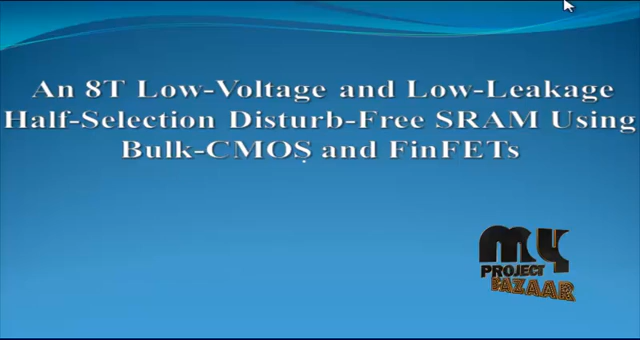 An 8T Low-Voltage and Low-Leakage
Half-Selection Disturb-Free SRAM Using
Bulk-CMOS and FinFETs
my
PROJECT
BAZAAR